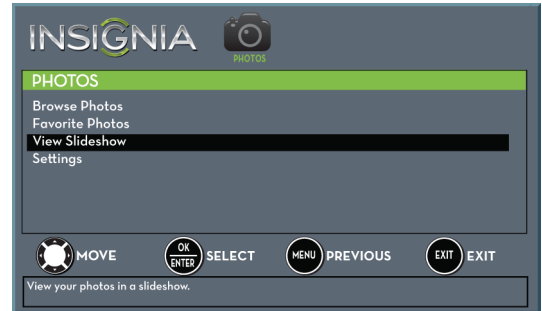 INSIGNIA
PHOTOS
PHOTOS
Browse Photos
Favorite Photos
View Slideshow
Settings
MOVE
OK
ENTER
SELECT
MENU
PREVIOUS
EXIT
EXIT
View your photos in a slideshow.